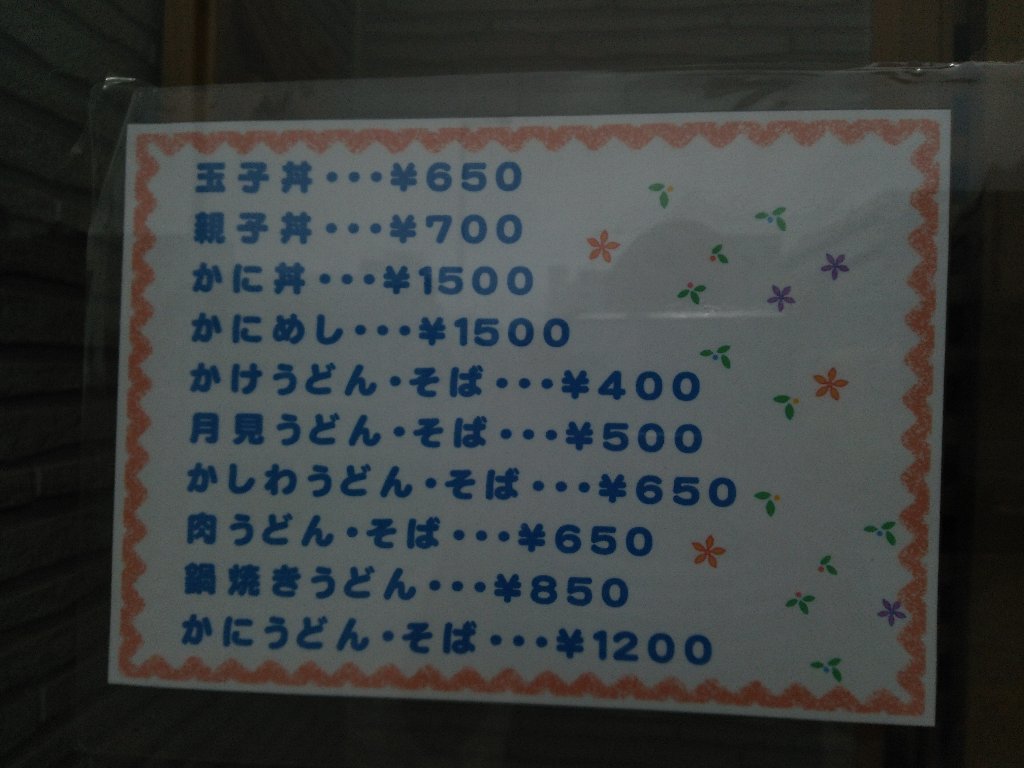 玉子丼・・・¥650
親子丼・・・¥700
かに丼・・・¥1500
かにめし・・・¥1500
かけうどん・そば・・・¥400
月見うどん・そば・・・¥500
かしわうどん・そば・・・¥650
肉うどん・そば・・・¥650
鍋焼きうどん・・・¥850
かにうどん・そば・・・¥1200